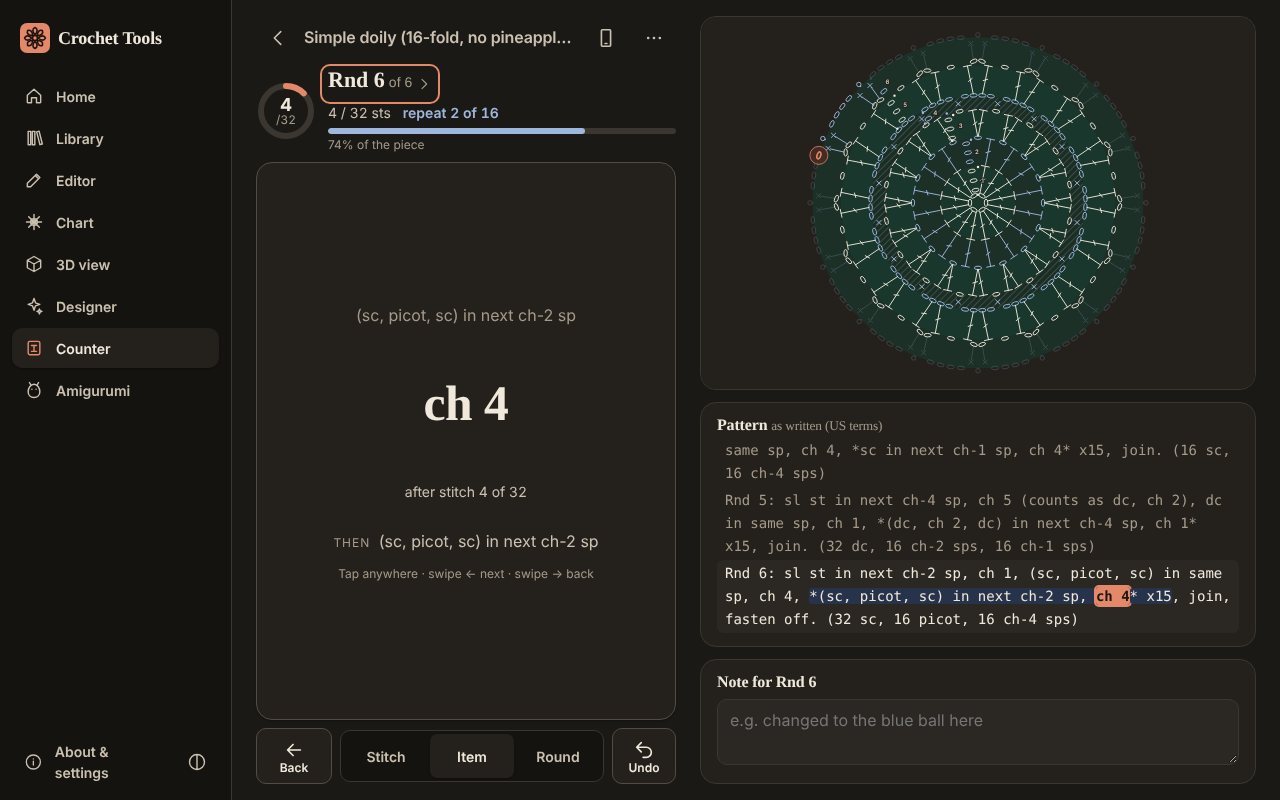 Crochet Tools
Home
Library
Editor
Chart
3D view
Designer
Counter
Amigurumi
About &
settings
Simple doily (16-fold, no pineappl...
4
/32
Rnd 6 of 6
4 / 32 sts repeat 2 of 16
74% of the piece
(sc, picot, sc) in next ch-2 sp
ch 4
after stitch 4 of 32
THEN (sc, picot, sc) in next ch-2 sp
Tap anywhere · swipe ← next · swipe → back
Back
Stitch
Item
Round
Undo
6
5
4
3
2
Pattern as written (US terms)
same sp, ch 4, *sc in next ch-1 sp, ch 4* x15, join. (16 sc,
16 ch-4 sps)
Rnd 5: sl st in next ch-4 sp, ch 5 (counts as dc, ch 2), dc
in same sp, ch 1, *(dc, ch 2, dc) in next ch-4 sp, ch 1*
x15, join. (32 dc, 16 ch-2 sps, 16 ch-1 sps)
Rnd 6: sl st in next ch-2 sp, ch 1, (sc, picot, sc) in same
sp, ch 4, *(sc, picot, sc) in next ch-2 sp, ch 4* x15, join,
fasten off. (32 sc, 16 picot, 16 ch-4 sps)
Note for Rnd 6
e.g. changed to the blue ball here